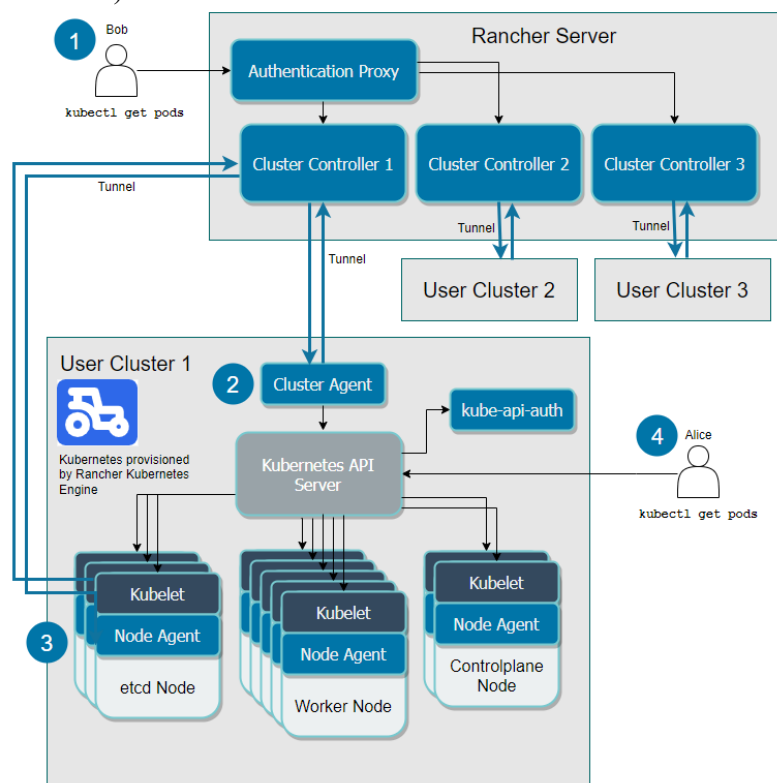 1
Bob
kubectl get pods
Rancher Server
Authentication Proxy
Cluster Controller 1
Cluster Controller 2
Cluster Controller 3
Tunnel
Tunnel
Tunnel
Tunnel
User Cluster 2
User Cluster 3
User Cluster 1
2
Cluster Agent
kube-api-auth
Kubernetes provisioned
by Rancher Kubernetes
Engine
Kubernetes API
Server
4
Alice
kubectl get pods
Kubelet
Node Agent
etcd Node
3
Kubelet
Node Agent
Worker Node
Kubelet
Node Agent
Controlplane
Node